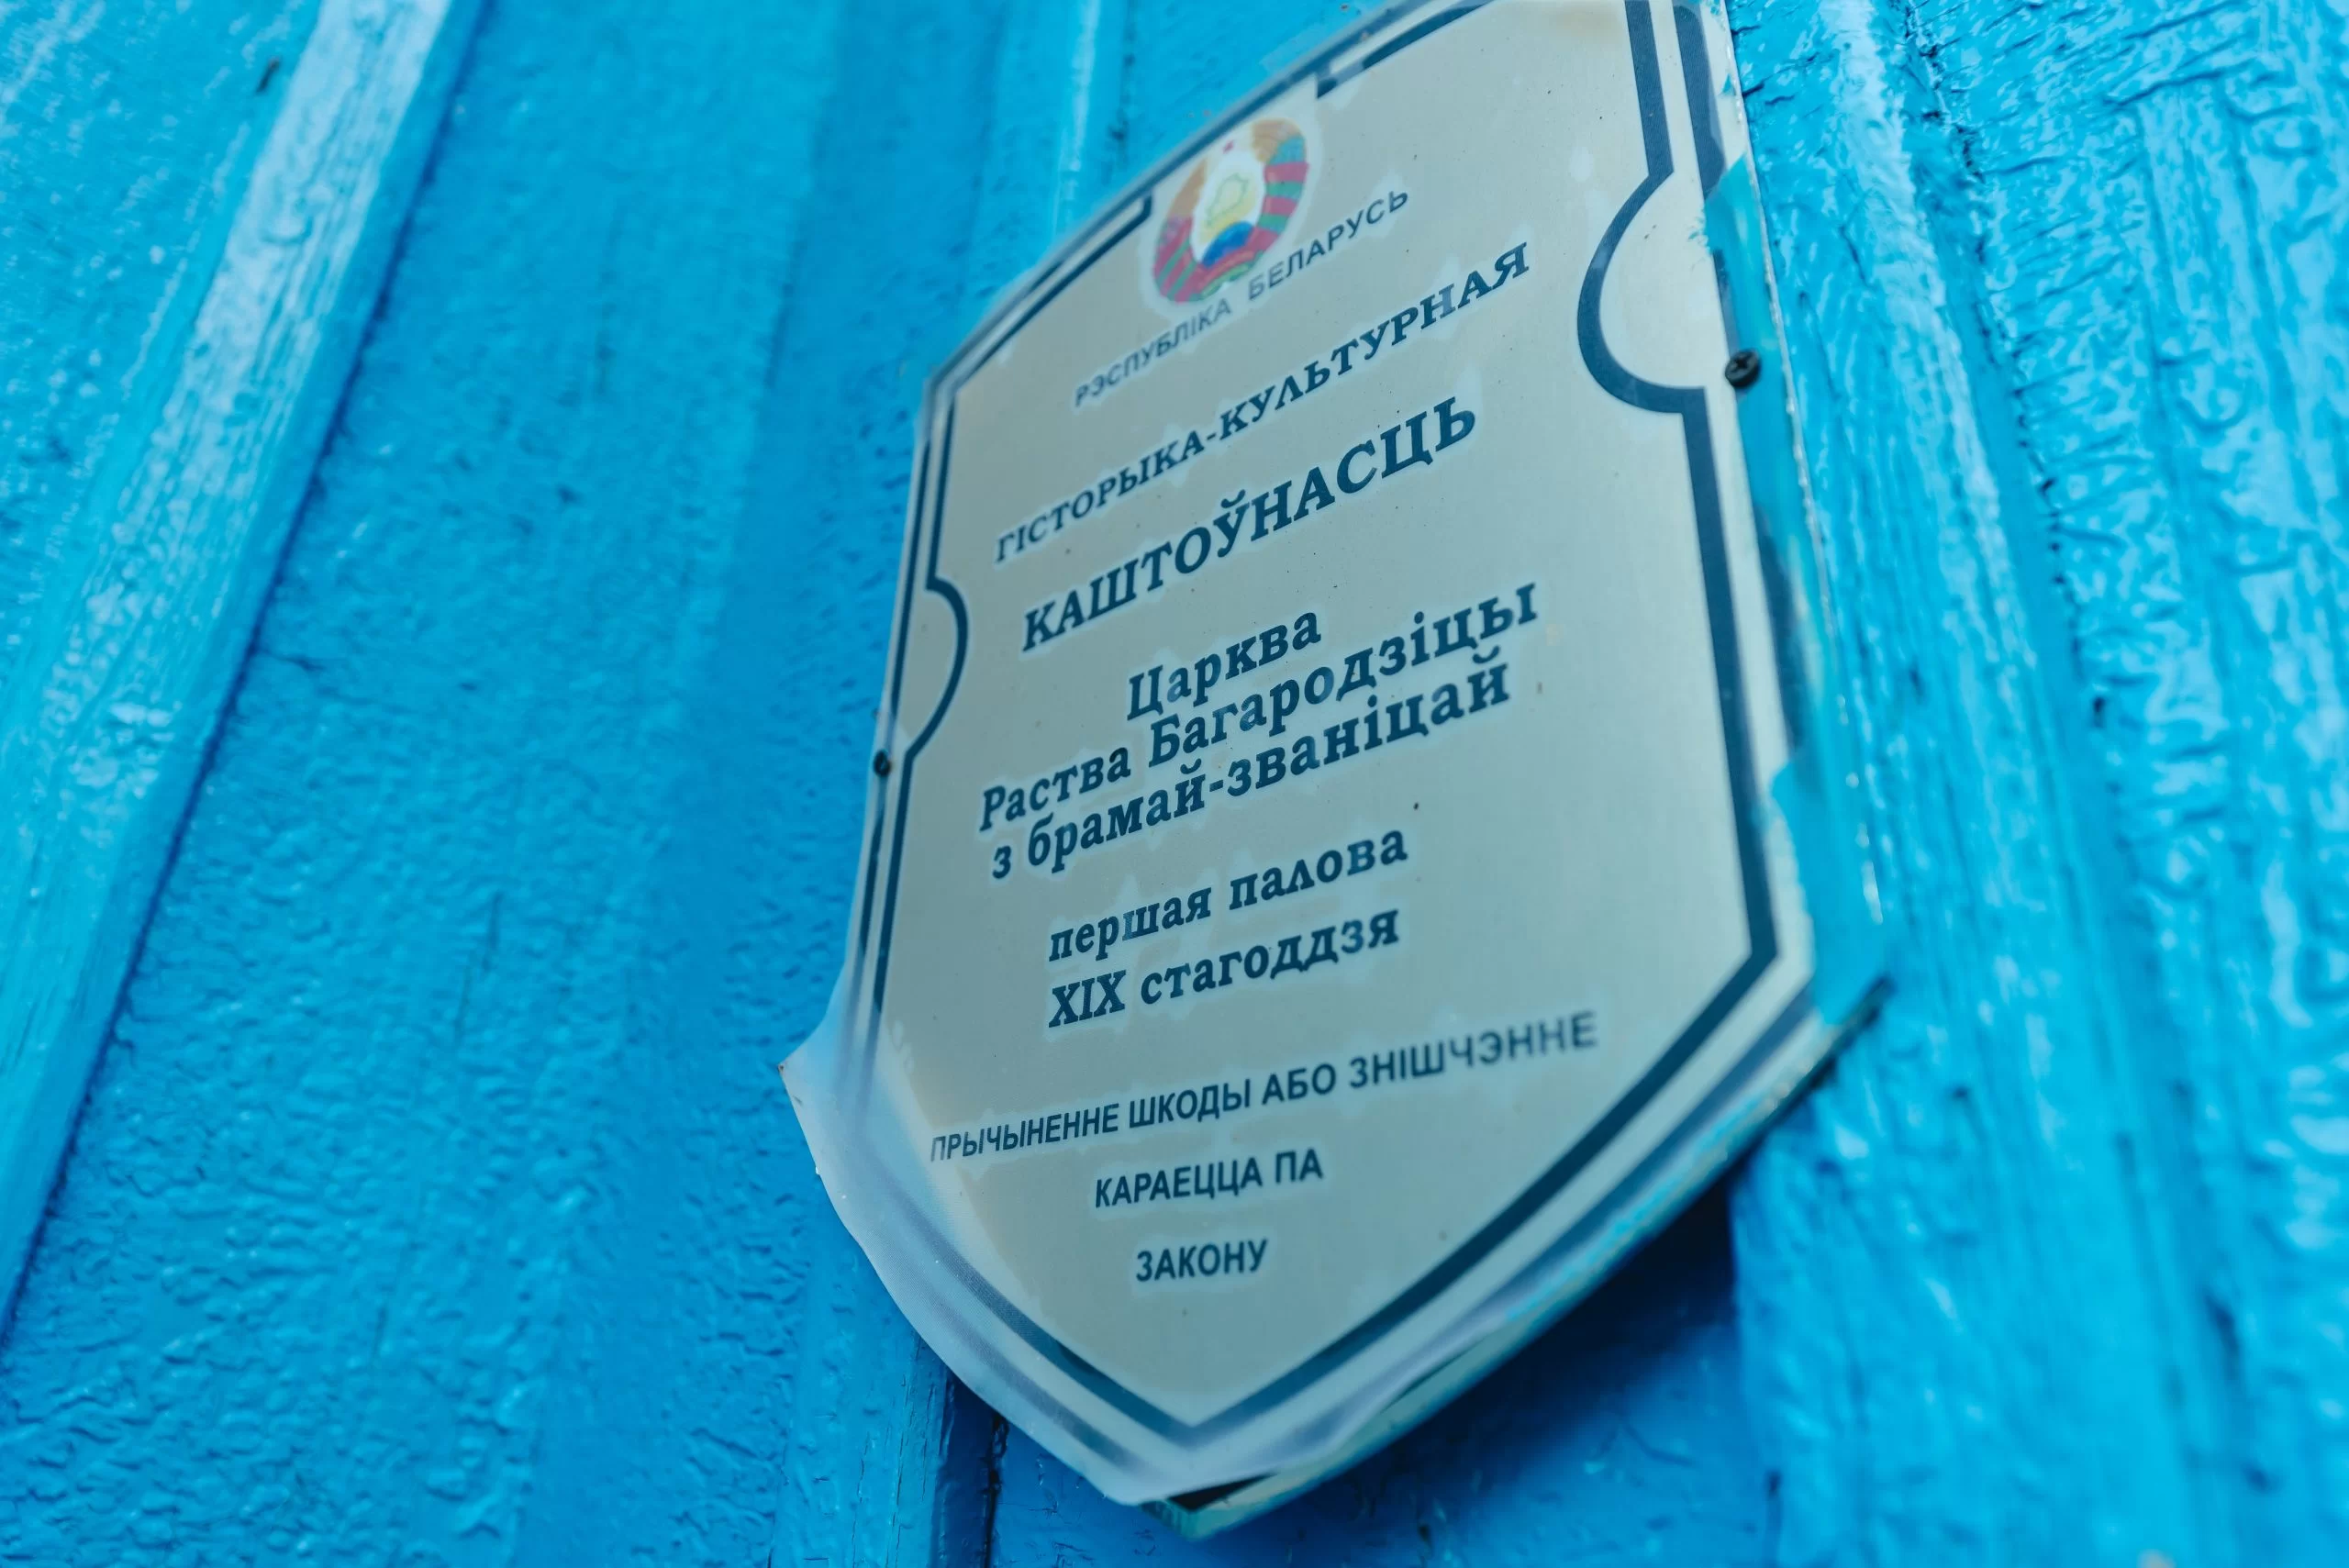 РЭСПУБЛІКА БЕЛАРУСЬ
ГІСТОРЫКА-КУЛЬТУРНАЯ
КАШТОЎНАСЦЬ
Царква
Раства Багародзіцы
з брамай-званіцай
першая палова
XIX стагоддзя
ПРЫЧЫНЕННЕ ШКОДЫ АБО ЗНІШЧЭННЕ
КАРАЕЦЦА ПА
ЗАКОНУ